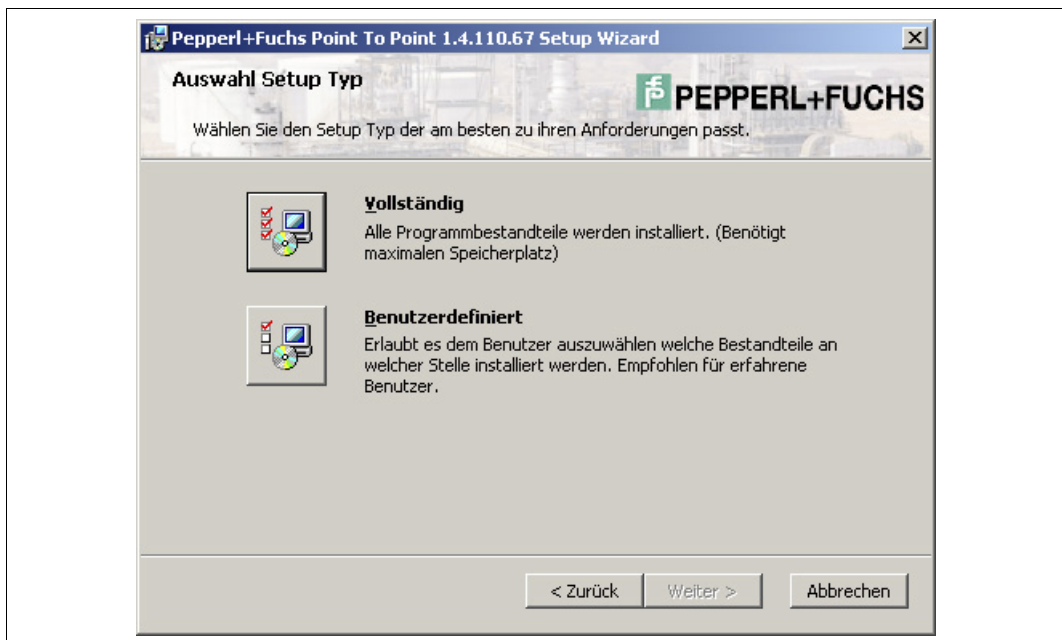 Pepperl+Fuchs Point To Point 1.4.110.67 Setup Wizard
Auswahl Setup Typ
PEPPERL+FUCHS
Wählen Sie den Setup Typ der am besten zu ihren Anforderungen passt.
Vollständig
Alle Programmbestandteile werden installiert. (Benötigt
maximalen Speicherplatz)
Benutzerdefiniert
Erlaubt es dem Benutzer auszuwählen welche Bestandteile an
welcher Stelle installiert werden. Empfohlen für erfahrene
Benutzer.
< Zurück
Weiter >
Abbrechen